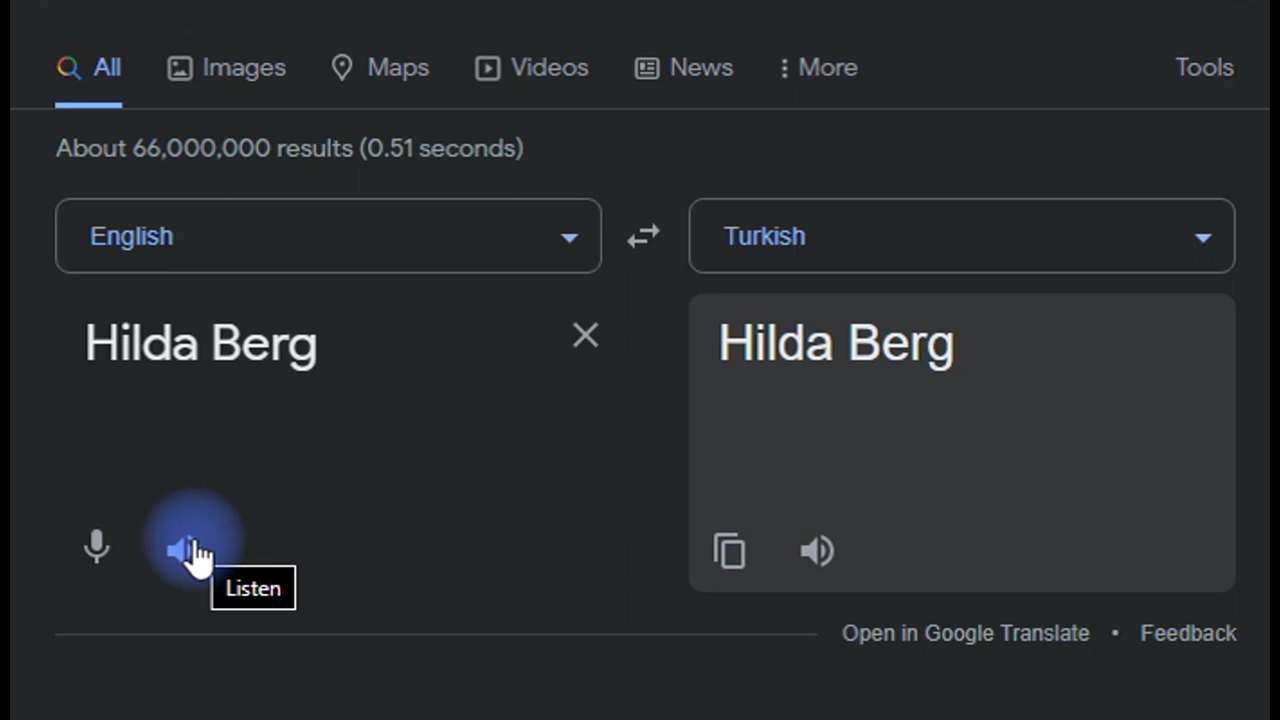 All Images Maps Videos News More Tools
About 66,000,000 results (0.51 seconds)
English Turkish
Hilda Berg Hilda Berg
Listen
Open in Google Translate • Feedback